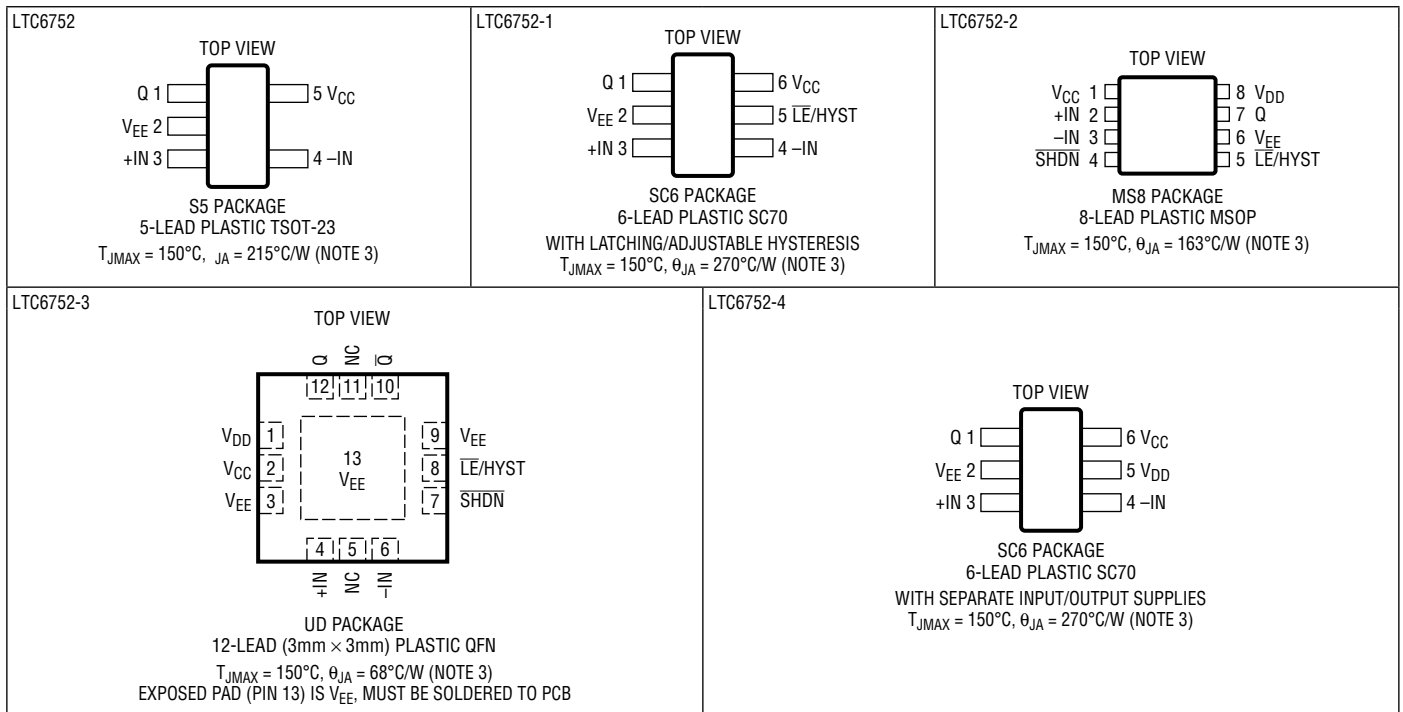 LTC6752
TOP VIEW
Q 1
VEE 2
+IN 3
5 VCC
4 –IN
S5 PACKAGE
5-LEAD PLASTIC TSOT-23
TJMAX = 150°C, JA = 215°C/W (NOTE 3)
LTC6752-1
TOP VIEW
Q 1
VEE 2
+IN 3
6 VCC
5 L̅E̅/HYST
4 –IN
SC6 PACKAGE
6-LEAD PLASTIC SC70
WITH LATCHING/ADJUSTABLE HYSTERESIS
TJMAX = 150°C, θJA = 270°C/W (NOTE 3)
LTC6752-2
TOP VIEW
VCC 1
+IN 2
–IN 3
S̅H̅D̅N̅ 4
8 VDD
7 Q
6 VEE
5 L̅E̅/HYST
MS8 PACKAGE
8-LEAD PLASTIC MSOP
TJMAX = 150°C, θJA = 163°C/W (NOTE 3)
LTC6752-3
TOP VIEW
Q NC Q̅
12 11 10
VDD 1
VCC 2
VEE 3
13
VEE
9 VEE
8 L̅E̅/HYST
7 S̅H̅D̅N̅
4 5 6
+IN NC –IN
UD PACKAGE
12-LEAD (3mm × 3mm) PLASTIC QFN
TJMAX = 150°C, θJA = 68°C/W (NOTE 3)
EXPOSED PAD (PIN 13) IS VEE, MUST BE SOLDERED TO PCB
LTC6752-4
TOP VIEW
Q 1
VEE 2
+IN 3
6 VCC
5 VDD
4 –IN
SC6 PACKAGE
6-LEAD PLASTIC SC70
WITH SEPARATE INPUT/OUTPUT SUPPLIES
TJMAX = 150°C, θJA = 270°C/W (NOTE 3)